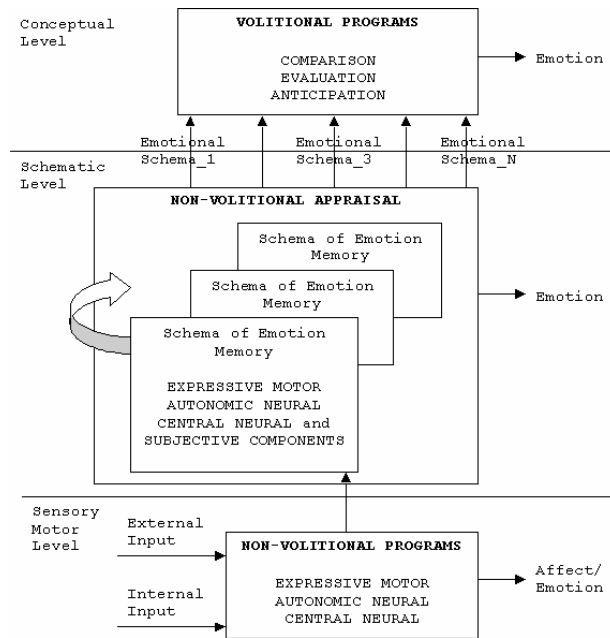 Conceptual
Level
VOLITIONAL PROGRAMS
COMPARISON
EVALUATION
ANTICIPATION
Emotion
Emotional
Schema_1
Emotional
Schema_3
Emotional
Schema_N
Schematic
Level
NON-VOLITIONAL APPRAISAL
Schema of Emotion
Memory
Schema of Emotion
Memory
Schema of Emotion
Memory
EXPRESSIVE MOTOR
AUTONOMIC NEURAL
CENTRAL NEURAL and
SUBJECTIVE COMPONENTS
Emotion
Sensory
Motor
Level
External
Input
Internal
Input
NON-VOLITIONAL PROGRAMS
EXPRESSIVE MOTOR
AUTONOMIC NEURAL
CENTRAL NEURAL
Affect/
Emotion